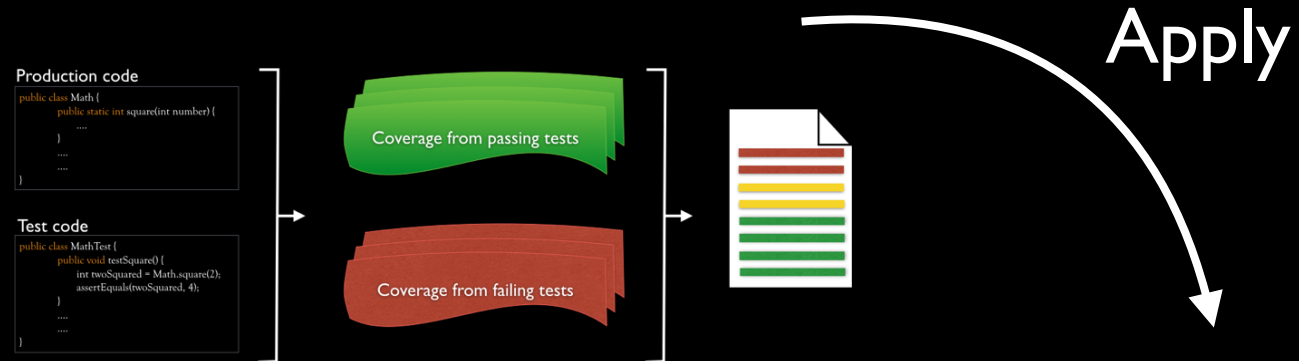 Apply
Production code
public class Math {
public static int square(int number) {
....
}
....
....
}
Test code
public class MathTest {
public void testSquare() {
int twoSquared = Math.square(2);
assertEquals(twoSquared, 4);
}
....
....
}
Coverage from passing tests
Coverage from failing tests